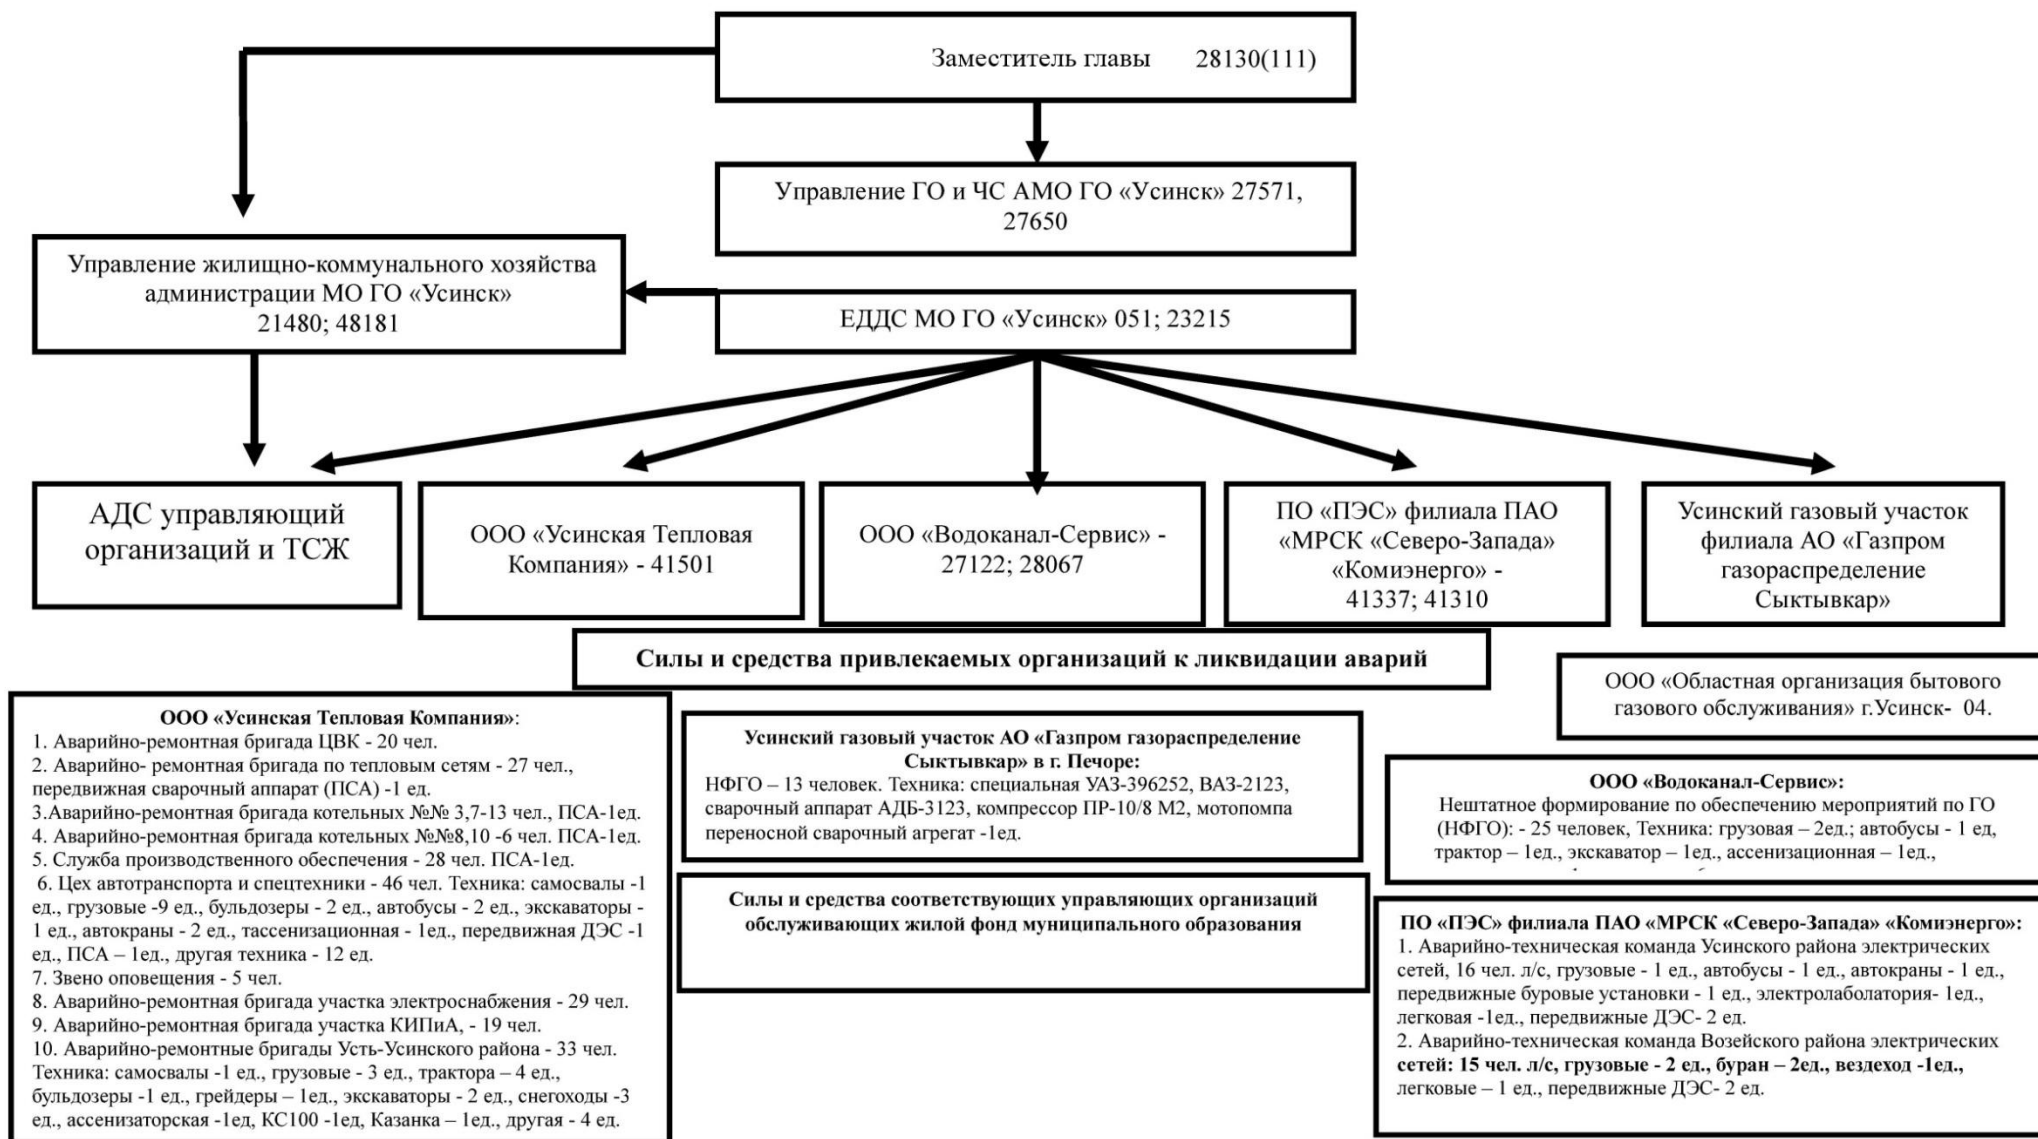 Заместитель главы 28130(111)
Управление ГО и ЧС АМО ГО «Усинск» 27571,
27650
Управление жилищно-коммунального хозяйства
администрации МО ГО «Усинск»
21480; 48181
ЕДДС МО ГО «Усинск» 051; 23215
АДС управляющий
организаций и ТСЖ
ООО «Усинская Тепловая
Компания» - 41501
ООО «Водоканал-Сервис» -
27122; 28067
ПО «ПЭС» филиала ПАО
«МРСК «Северо-Запада»
«Комиэнерго» -
41337; 41310
Усинский газовый участок
филиала АО «Газпром
газораспределение
Сыктывкар»
Силы и средства привлекаемых организаций к ликвидации аварий
ООО «Областная организация бытового
газового обслуживания» г.Усинск- 04.
ООО «Усинская Тепловая Компания»:
1. Аварийно-ремонтная бригада ЦВК - 20 чел.
2. Аварийно- ремонтная бригада по тепловым сетям - 27 чел.,
передвижная сварочный аппарат (ПСА) -1 ед.
3.Аварийно-ремонтная бригада котельных №№ 3,7-13 чел., ПСА-1ед.
4. Аварийно-ремонтная бригада котельных №№8,10 -6 чел. ПСА-1ед.
5. Служба производственного обеспечения - 28 чел. ПСА-1ед.
6. Цех автотранспорта и спецтехники - 46 чел. Техника: самосвалы -1
ед., грузовые -9 ед., бульдозеры - 2 ед., автобусы - 2 ед., экскаваторы -
1 ед., автокраны - 2 ед., тассенизационная - 1ед., передвижная ДЭС -1
ед., ПСА – 1ед., другая техника - 12 ед.
7. Звено оповещения - 5 чел.
8. Аварийно-ремонтная бригада участка электроснабжения - 29 чел.
9. Аварийно-ремонтная бригада участка КИПиА, - 19 чел.
10. Аварийно-ремонтные бригады Усть-Усинского района - 33 чел.
Техника: самосвалы -1 ед., грузовые - 3 ед., трактора – 4 ед.,
бульдозеры -1 ед., грейдеры – 1ед., экскаваторы - 2 ед., снегоходы -3
ед., ассенизаторская -1ед, КС100 -1ед, Казанка – 1ед., другая - 4 ед.
Усинский газовый участок АО «Газпром газораспределение
Сыктывкар» в г. Печоре:
НФГО – 13 человек. Техника: специальная УАЗ-396252, ВАЗ-2123,
сварочный аппарат АДБ-3123, компрессор ПР-10/8 М2, мотопомпа
переносной сварочный агрегат -1ед.
Силы и средства соответствующих управляющих организаций
обслуживающих жилой фонд муниципального образования
ООО «Водоканал-Сервис»:
Нештатное формирование по обеспечению мероприятий по ГО
(НФГО): - 25 человек, Техника: грузовая – 2ед.; автобусы - 1 ед,
трактор – 1ед., экскаватор – 1ед., ассенизационная – 1ед.,
ПО «ПЭС» филиала ПАО «МРСК «Северо-Запада» «Комиэнерго»:
1. Аварийно-техническая команда Усинского района электрических
сетей, 16 чел. л/с, грузовые - 1 ед., автобусы - 1 ед., автокраны - 1 ед.,
передвижные буровые установки - 1 ед., электролаболатория- 1ед.,
легковая -1ед., передвижные ДЭС- 2 ед.
2. Аварийно-техническая команда Возейского района электрических
сетей: 15 чел. л/с, грузовые - 2 ед., буран – 2ед., вездеход -1ед.,
легковые – 1 ед., передвижные ДЭС- 2 ед.